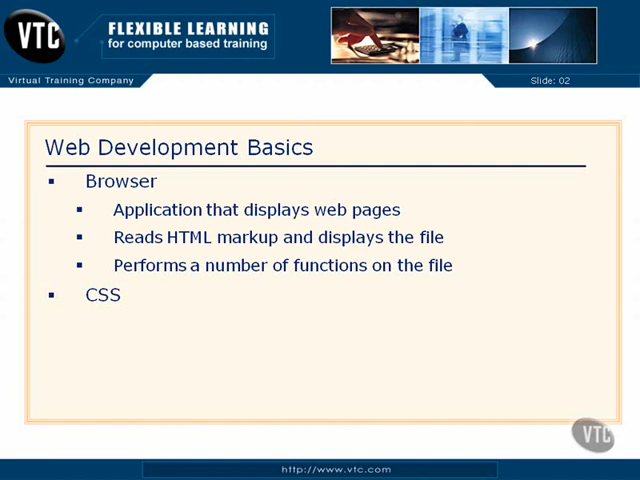 VTC
FLEXIBLE LEARNING
for computer based training
Virtual Training Company
Slide: 02
Web Development Basics
Browser
Application that displays web pages
Reads HTML markup and displays the file
Performs a number of functions on the file
CSS
VTC
http://www.vtc.com